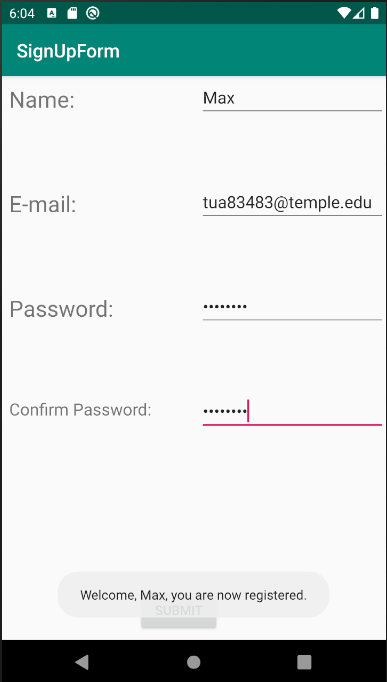 6:04
SignUpForm
Name: Max
E-mail: tua83483@temple.edu
Password: ••••••••
Confirm Password: ••••••••
Welcome, Max, you are now registered.
SUBMIT